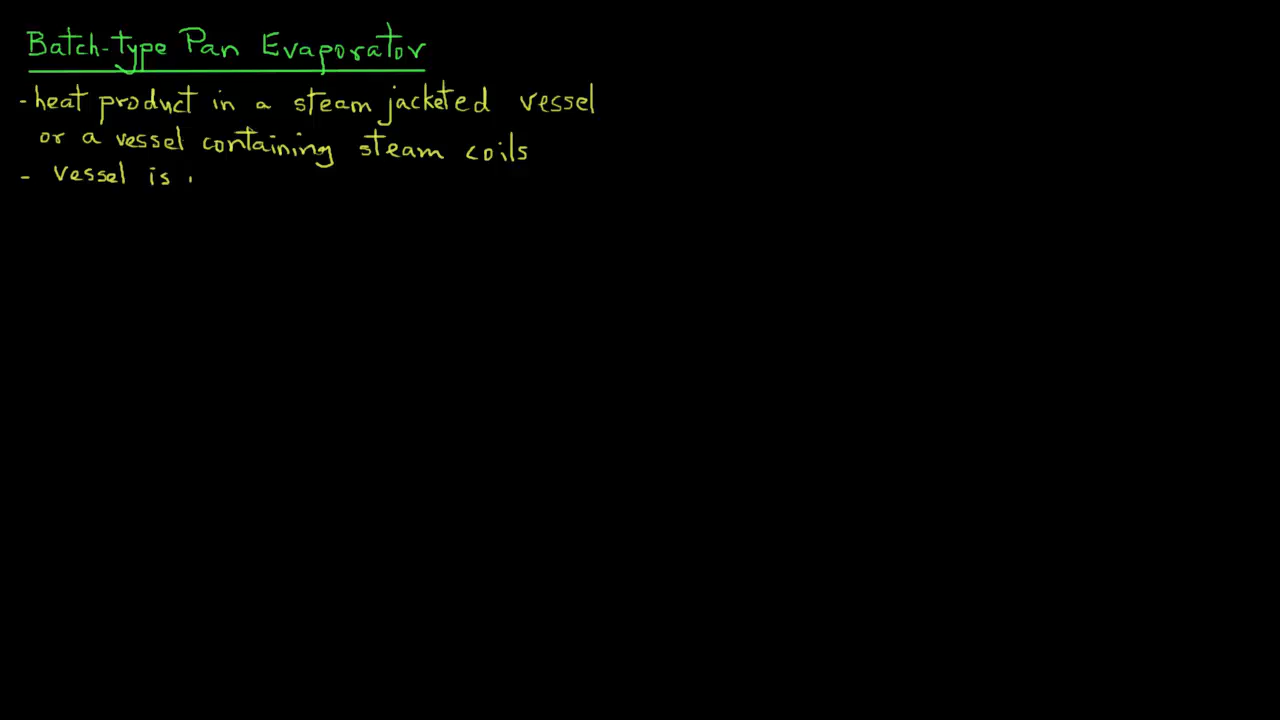 Batch-type Pan Evaporator
- heat product in a steam jacketed vessel
or a vessel containing steam coils
- vessel is